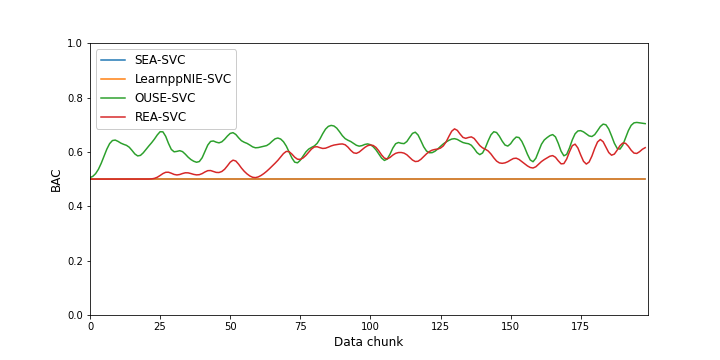 1.0
0.8
0.6
0.4
0.2
0.0
BAC
SEA-SVC
LearnppNIE-SVC
OUSE-SVC
REA-SVC
0 25 50 75 100 125 150 175
Data chunk